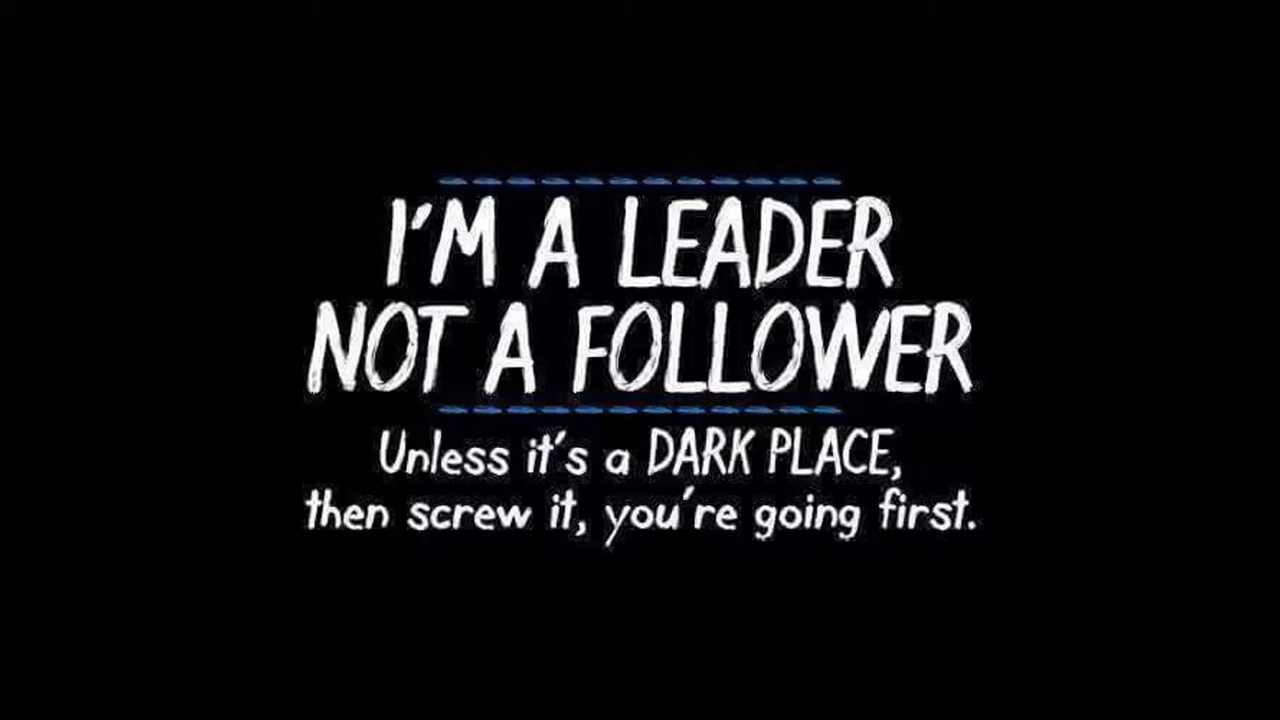 I'M A LEADER
NOT A FOLLOWER
Unless it's a DARK PLACE,
then screw it, you're going first.